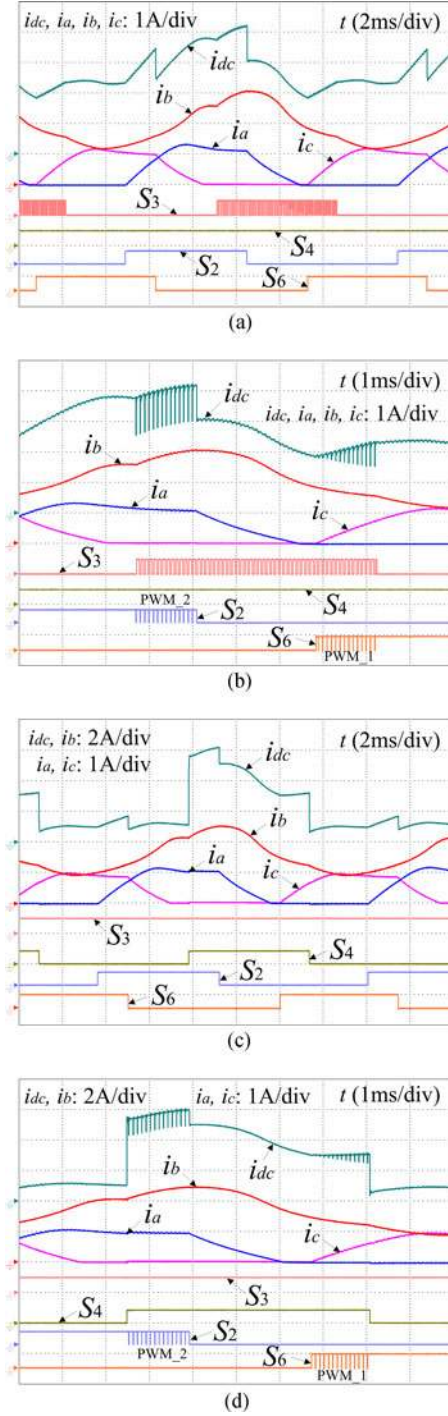 idc, ia, ib, ic: 1A/div
t (2ms/div)
idc
ib
ia
ic
S3
S4
S2
S6
(a)
t (1ms/div)
idc
idc, ia, ib, ic: 1A/div
ib
ia
ic
S3
PWM_2
S2
S4
S6
PWM_1
(b)
idc, ib: 2A/div
t (2ms/div)
ia, ic: 1A/div
idc
ib
ia
ic
S3
S4
S2
S6
(c)
idc, ib: 2A/div
ia, ic: 1A/div
t (1ms/div)
ib
idc
ia
ic
S3
S4
S2
PWM_2
S6
PWM_1
(d)